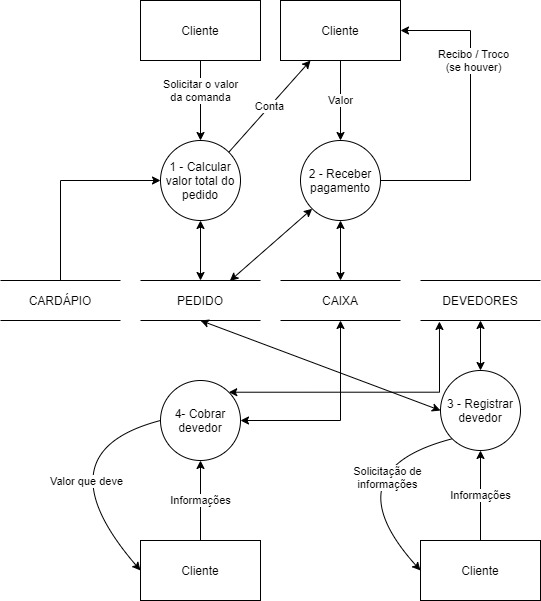 Cliente
Cliente
Recibo / Troco
(se houver)
Solicitar o valor
da comanda
Conta
Valor
1 - Calcular
valor total do
pedido
2 - Receber
pagamento
CARDÁPIO
PEDIDO
CAIXA
DEVEDORES
4- Cobrar
devedor
3 - Registrar
devedor
Valor que deve
Informações
Solicitação de
informações
Informações
Cliente
Cliente